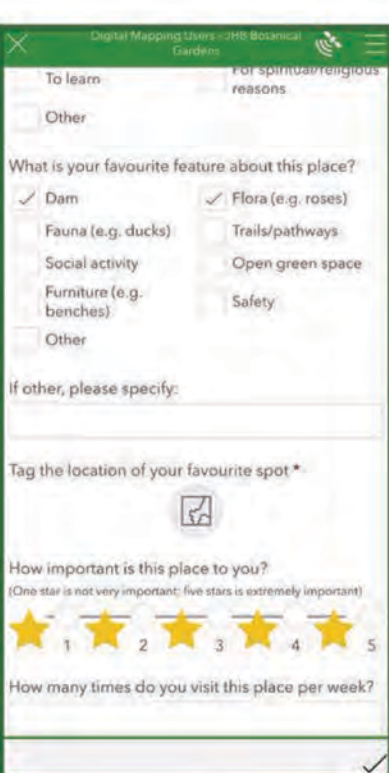 Digital Mapping Users - JHB Botanical
Gardens
To learn
For spiritual/religious
reasons
Other
What is your favourite feature about this place?
Dam
Flora (e.g. roses)
Fauna (e.g. ducks)
Trails/pathways
Social activity
Open green space
Furniture (e.g.
benches)
Safety
Other
If other, please specify:
Tag the location of your favourite spot *
How important is this place to you?
(One star is not very important; five stars is extremely important)
1 2 3 4 5
How many times do you visit this place per week?